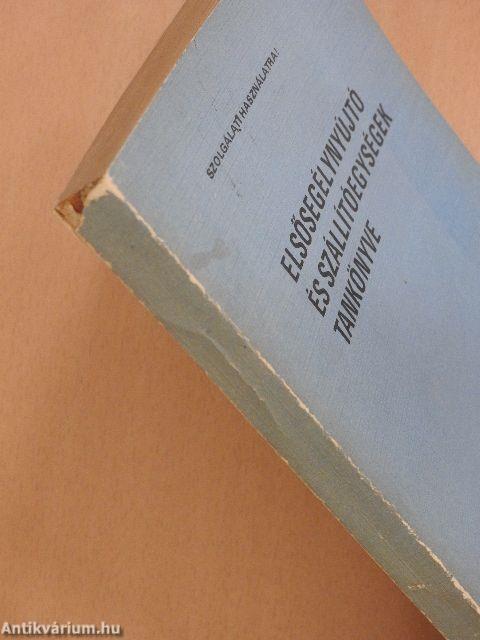 SZOLGÁLATI HASZNÁLATRA!
ELSŐSEGÉLYNYÚJTÓ
ÉS SZÁLLÍTÓEGYSÉGEK
TANKÖNYVE
Antikvárium.hu